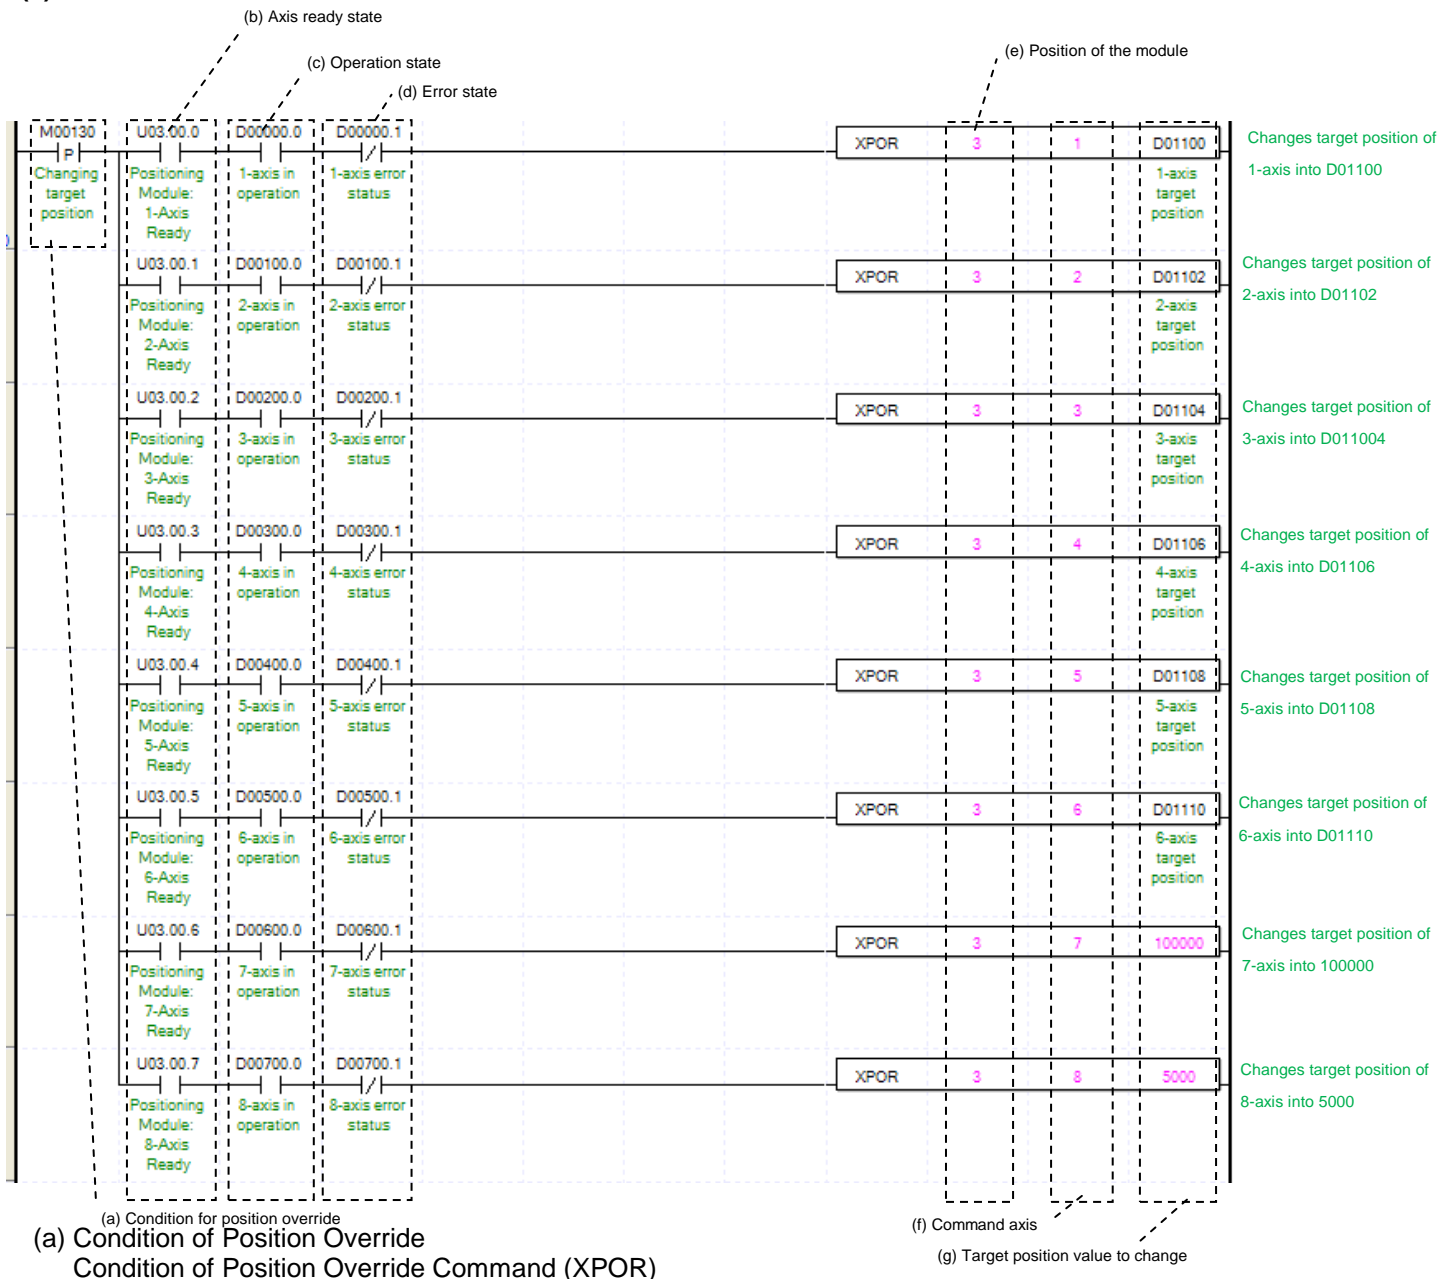 (b) Axis ready state
(c) Operation state
(d) Error state
(e) Position of the module
M00130 U03.00.0 D00000.0 D00000.1
P
XPOR 3 1 D01100
Changing target position
Positioning Module: 1-Axis Ready
1-axis in operation
1-axis error status
1-axis target position
Changes target position of
1-axis into D01100
U03.00.1 D00100.0 D00100.1
XPOR 3 2 D01102
Positioning Module: 2-Axis Ready
2-axis in operation
2-axis error status
2-axis target position
Changes target position of
2-axis into D01102
U03.00.2 D00200.0 D00200.1
XPOR 3 3 D01104
Positioning Module: 3-Axis Ready
3-axis in operation
3-axis error status
3-axis target position
Changes target position of
3-axis into D011004
U03.00.3 D00300.0 D00300.1
XPOR 3 4 D01106
Positioning Module: 4-Axis Ready
4-axis in operation
4-axis error status
4-axis target position
Changes target position of
4-axis into D01106
U03.00.4 D00400.0 D00400.1
XPOR 3 5 D01108
Positioning Module: 5-Axis Ready
5-axis in operation
5-axis error status
5-axis target position
Changes target position of
5-axis into D01108
U03.00.5 D00500.0 D00500.1
XPOR 3 6 D01110
Positioning Module: 6-Axis Ready
6-axis in operation
6-axis error status
6-axis target position
Changes target position of
6-axis into D01110
U03.00.6 D00600.0 D00600.1
XPOR 3 7 100000
Positioning Module: 7-Axis Ready
7-axis in operation
7-axis error status
Changes target position of
7-axis into 100000
U03.00.7 D00700.0 D00700.1
XPOR 3 8 5000
Positioning Module: 8-Axis Ready
8-axis in operation
8-axis error status
Changes target position of
8-axis into 5000
(a) Condition for position override
(f) Command axis
(g) Target position value to change
(a) Condition of Position Override
Condition of Position Override Command (XPOR)